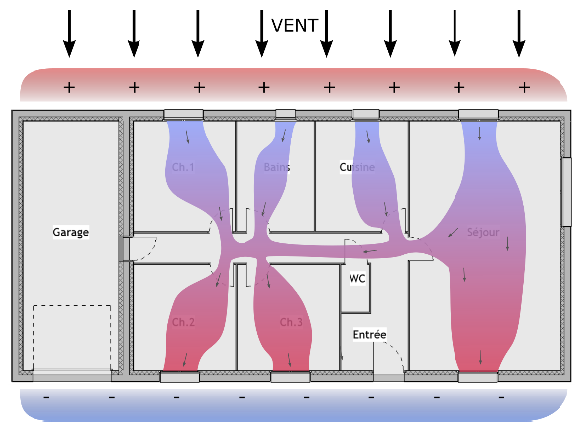 VENT
+ + + + + + + +
Ch.1
Bains
Cuisine
Garage
Séjour
WC
Ch.2
Ch.3
Entrée
- - - - - - - -